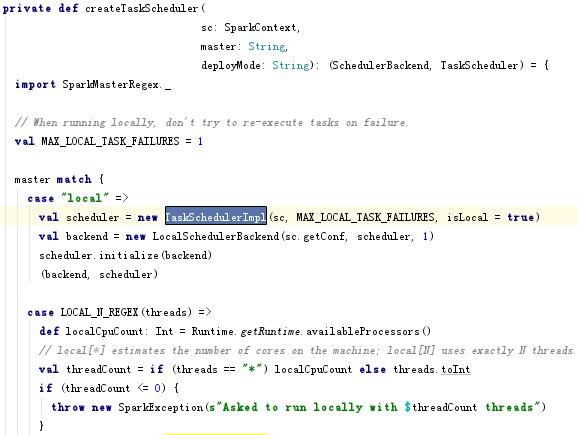 private def createTaskScheduler(
sc: SparkContext,
master: String,
deployMode: String): (SchedulerBackend, TaskScheduler) = {
import SparkMasterRegex._
// When running locally, don't try to re-execute tasks on failure.
val MAX_LOCAL_TASK_FAILURES = 1
master match {
case "local" =>
val scheduler = new TaskSchedulerImpl(sc, MAX_LOCAL_TASK_FAILURES, isLocal = true)
val backend = new LocalSchedulerBackend(sc.getConf, scheduler, 1)
scheduler.initialize(backend)
(backend, scheduler)
case LOCAL_N_REGEX(threads) =>
def localCpuCount: Int = Runtime.getRuntime.availableProcessors()
// local[*] estimates the number of cores on the machine; local[N] uses exactly N threads.
val threadCount = if (threads == "*") localCpuCount else threads.toInt
if (threadCount <= 0) {
throw new SparkException(s"Asked to run locally with $threadCount threads")
}